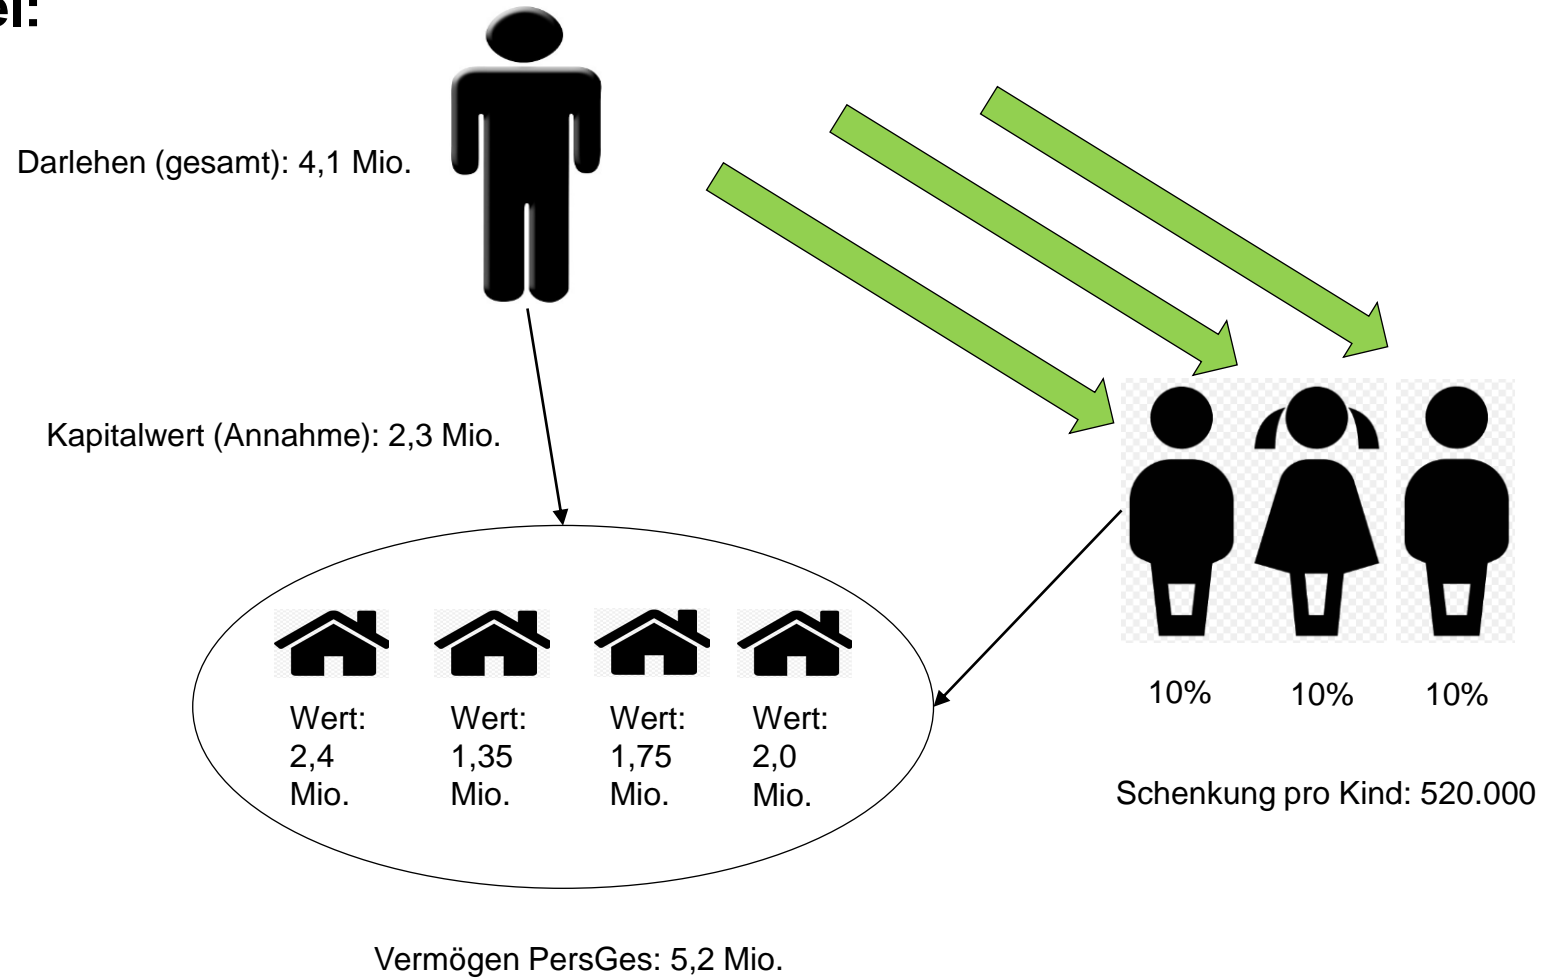 el:
Darlehen (gesamt): 4,1 Mio.
Kapitalwert (Annahme): 2,3 Mio.
Wert:
2,4
Mio.
Wert:
1,35
Mio.
Wert:
1,75
Mio.
Wert:
2,0
Mio.
10%
10%
10%
Schenkung pro Kind: 520.000
Vermögen PersGes: 5,2 Mio.